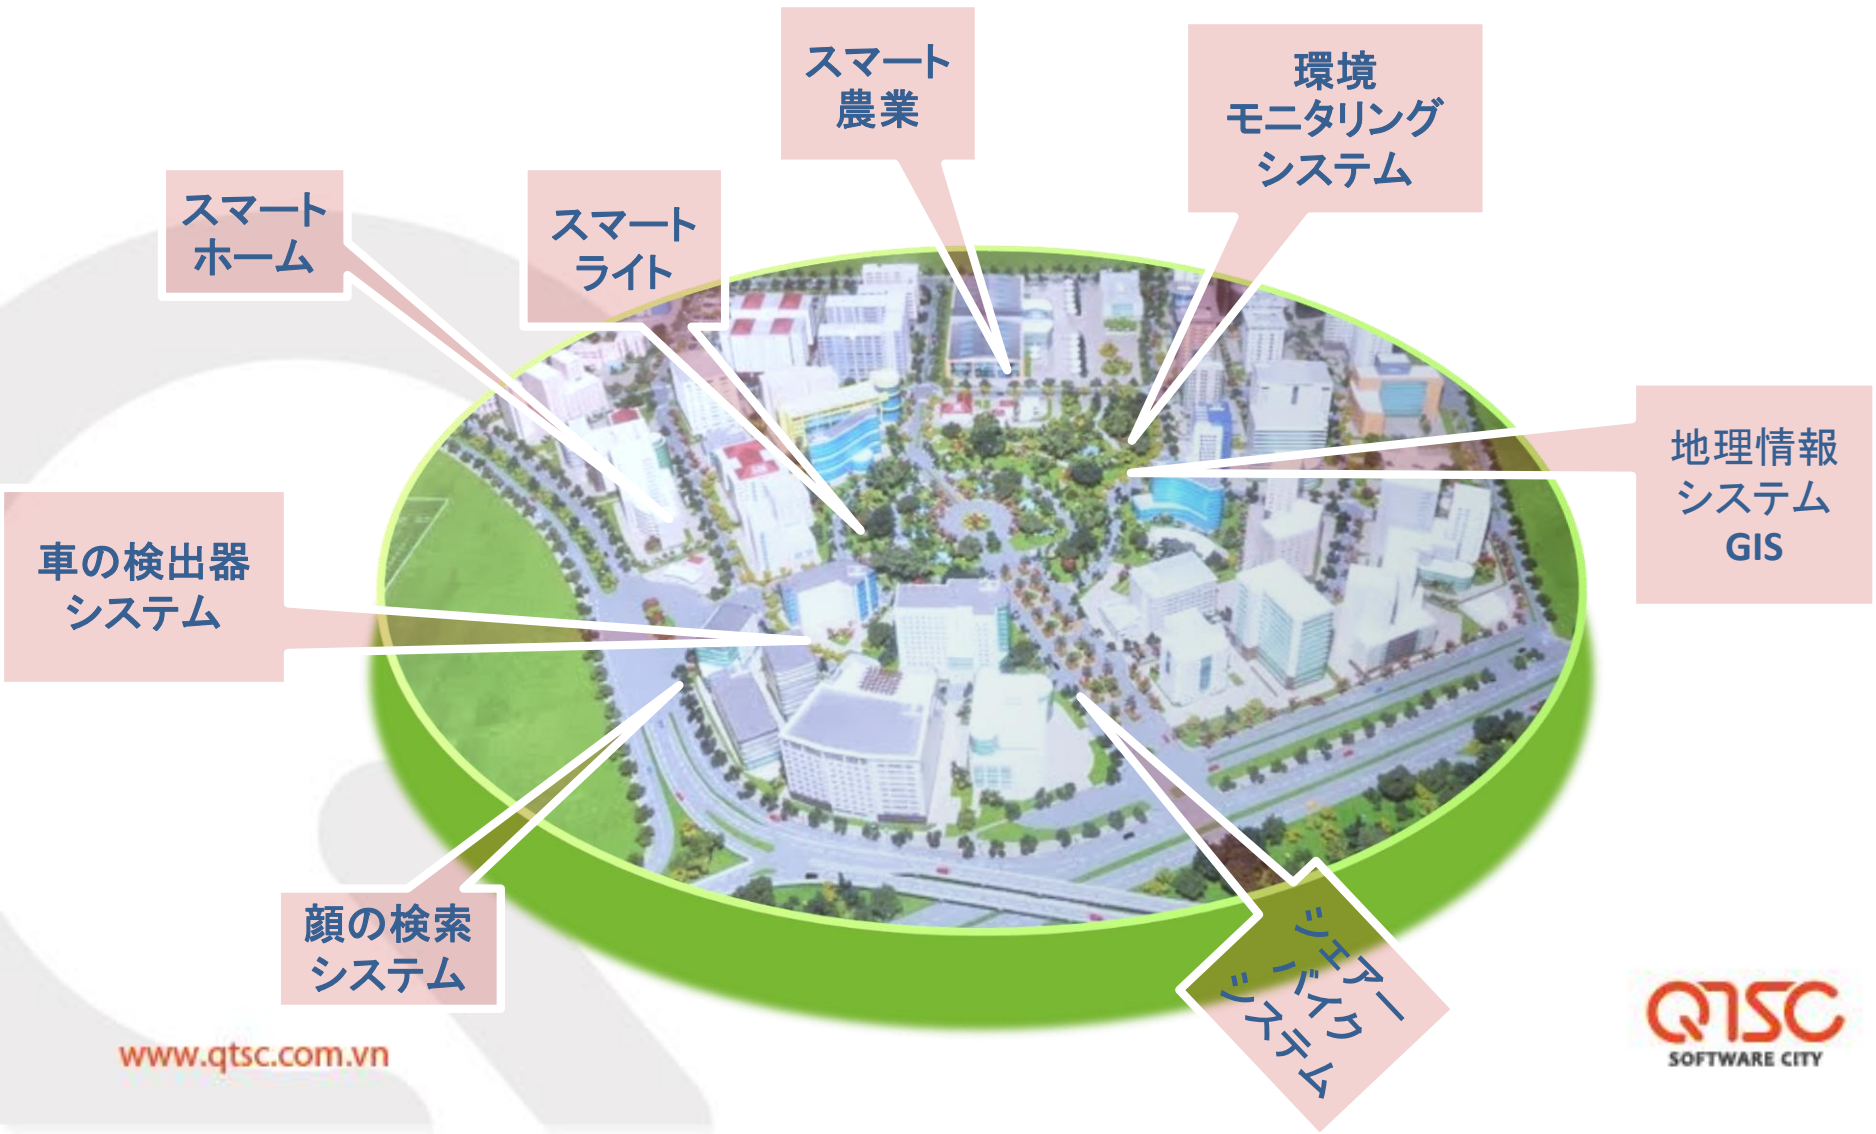 スマート
農業
環境
モニタリング
システム
スマート
ホーム
スマート
ライト
地理情報
システム
GIS
車の検出器
システム
顔の検索
システム
シェアー
バイク
システム
www.qtsc.com.vn
QTSC
SOFTWARE CITY